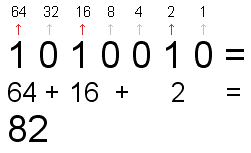 64 32 16 8 4 2 1
1 0 1 0 0 1 0 =
64 + 16 + 2 =
82